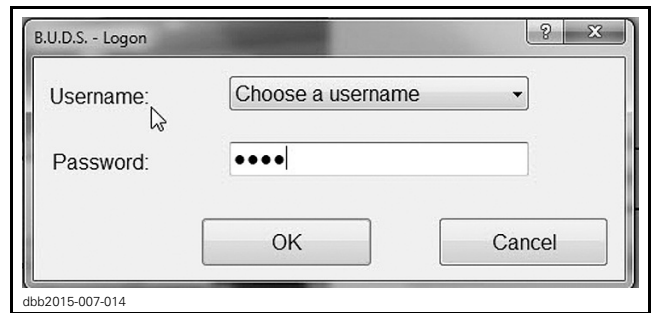 B.U.D.S. - Logon
Username:
Choose a username
Password:
●●●●
OK
Cancel
dbb2015-007-014